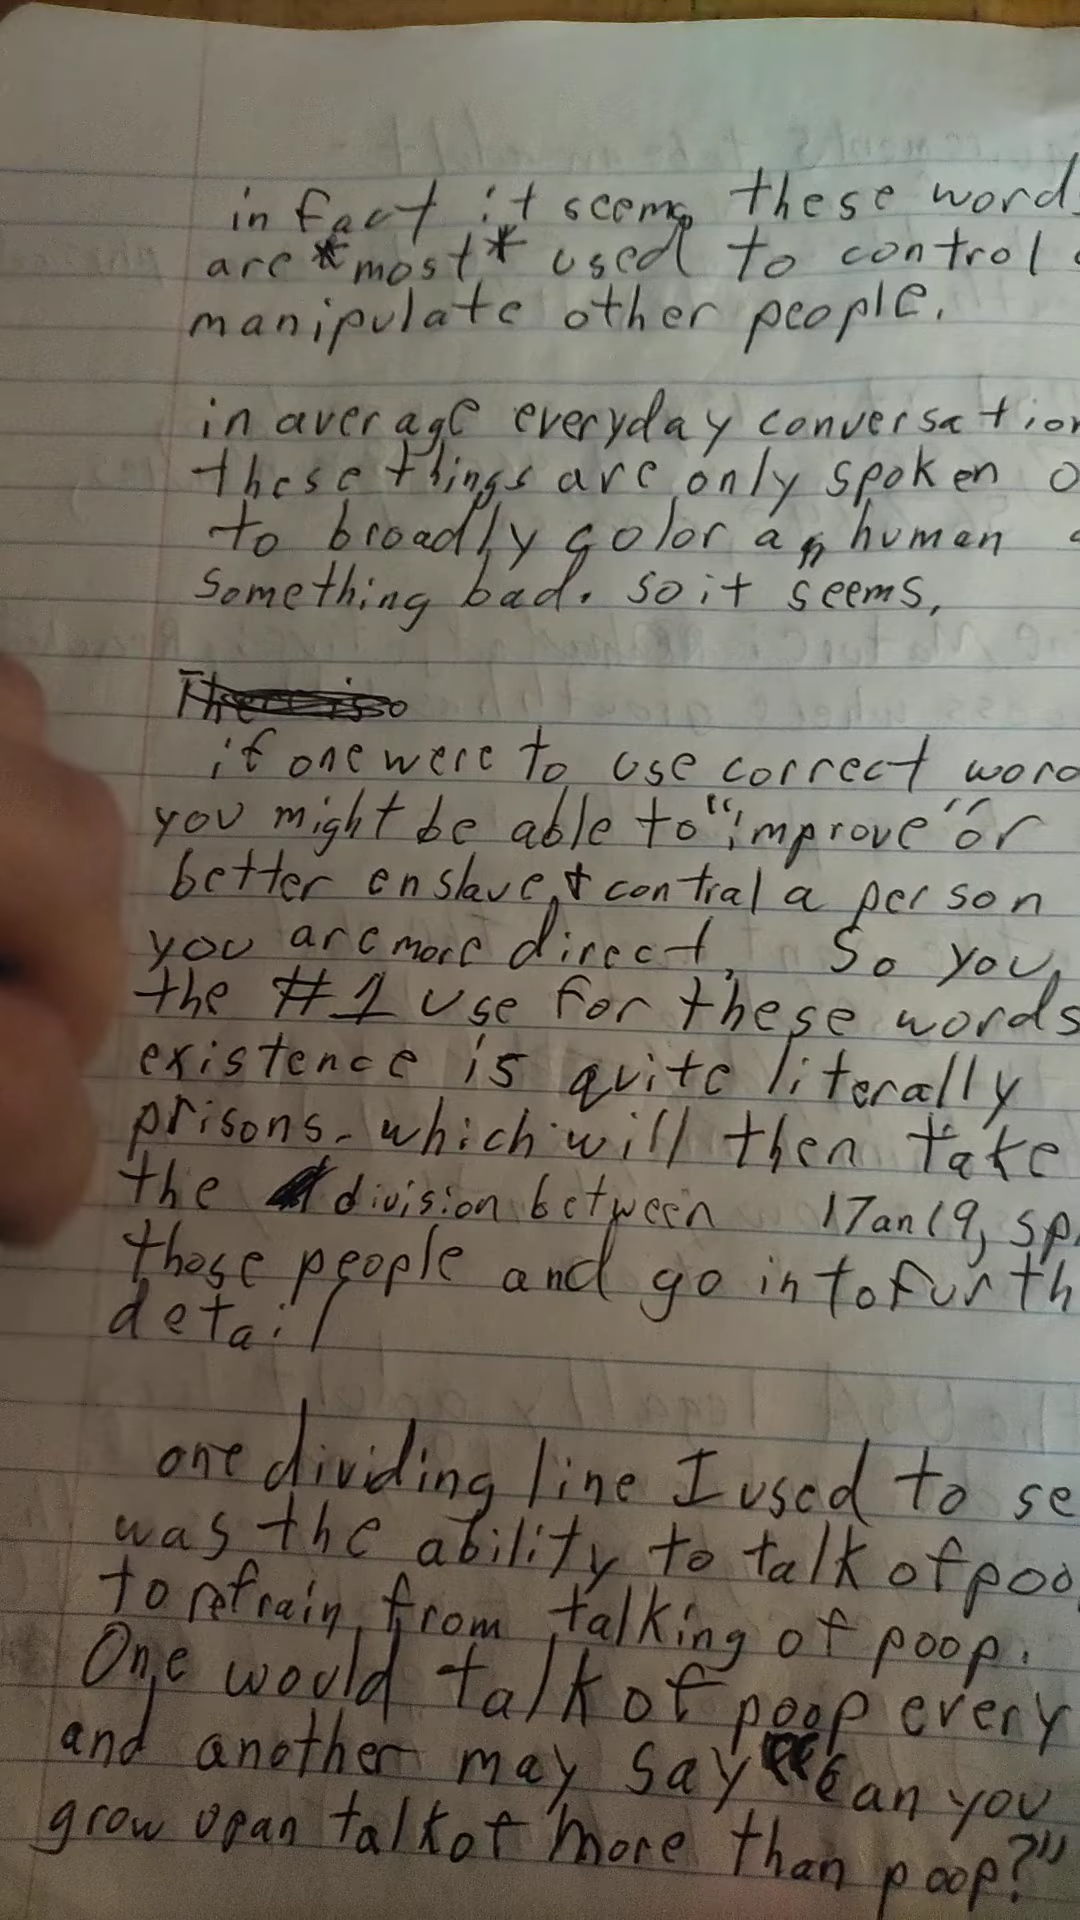 in fact it seems these word
are *most* used to control
manipulate other people.
in average everyday conversation
these things are only spoken o
to broadly color a human
something bad. so it seems,
if one were to use correct word
you might be able to "improve" or
better enslave & control a person
you are more direct. So you,
the #1 use for these words
existence is quite literally
prisons. which will then take
the division between 17an19, sp
those people and go into furth
detail
one dividing line I used to se
was the ability to talk of poo
to refrain from talking of poop.
One would talk of poop every
and another may say "can you
grow up an talk of more than poop?"